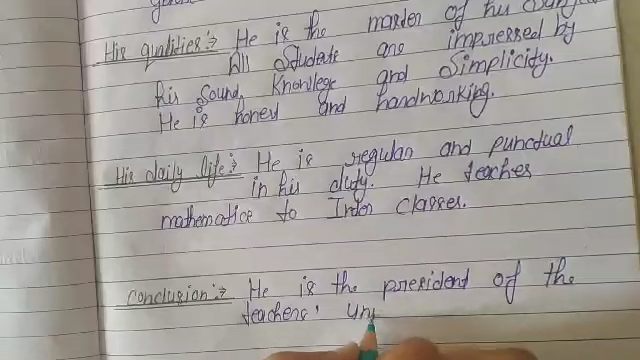 His qualities:→ He is the master of his subject
All Students are impressed by
his sound Knowlege and Simplicity.
He is honest and handworking.
His daily life:→ He is regular and punctual
in his duty. He teaches
mathematics to Inter classes.
Conclusion:→ He is the president of the
teachers' Uni